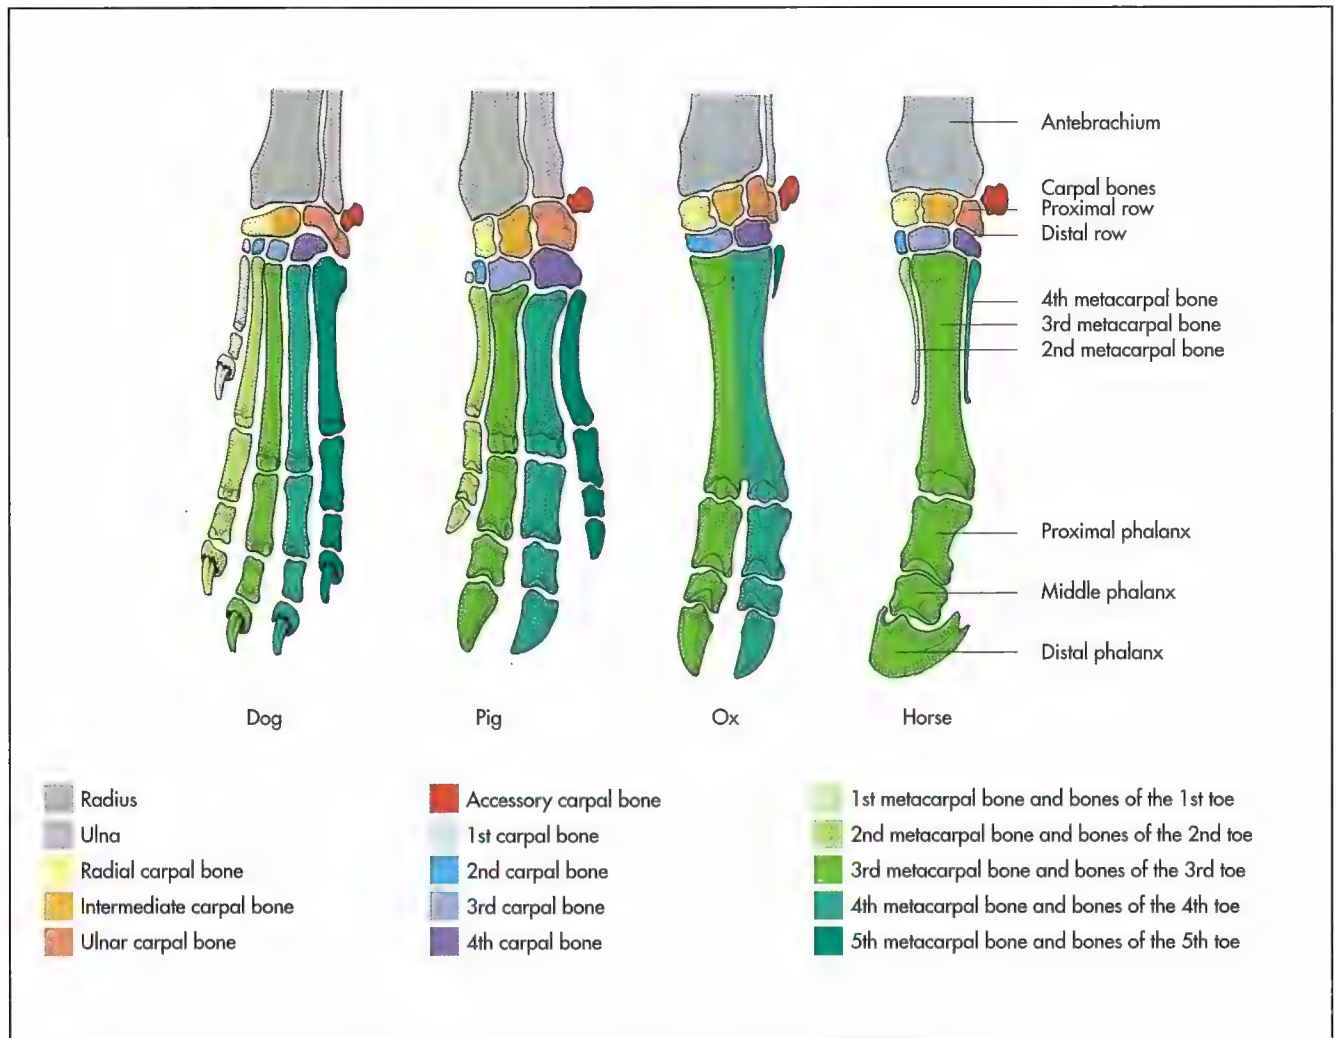 Antebrachium
Carpal bones
Proximal row
Distal row
4th metacarpal bone
3rd metacarpal bone
2nd metacarpal bone
Proximal phalanx
Middle phalanx
Distal phalanx
Dog
Pig
Ox
Horse
Radius
Ulna
Radial carpal bone
Intermediate carpal bone
Ulnar carpal bone
Accessory carpal bone
1st carpal bone
2nd carpal bone
3rd carpal bone
4th carpal bone
1st metacarpal bone and bones of the 1st toe
2nd metacarpal bone and bones of the 2nd toe
3rd metacarpal bone and bones of the 3rd toe
4th metacarpal bone and bones of the 4th toe
5th metacarpal bone and bones of the 5th toe